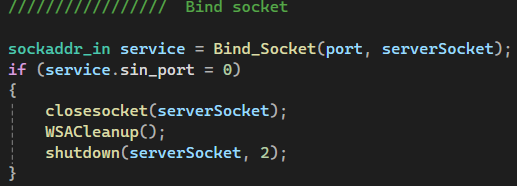 ///////////////// Bind socket
sockaddr_in service = Bind_Socket(port, serverSocket);
if (service.sin_port = 0)
{
closesocket(serverSocket);
WSACleanup();
shutdown(serverSocket, 2);
}